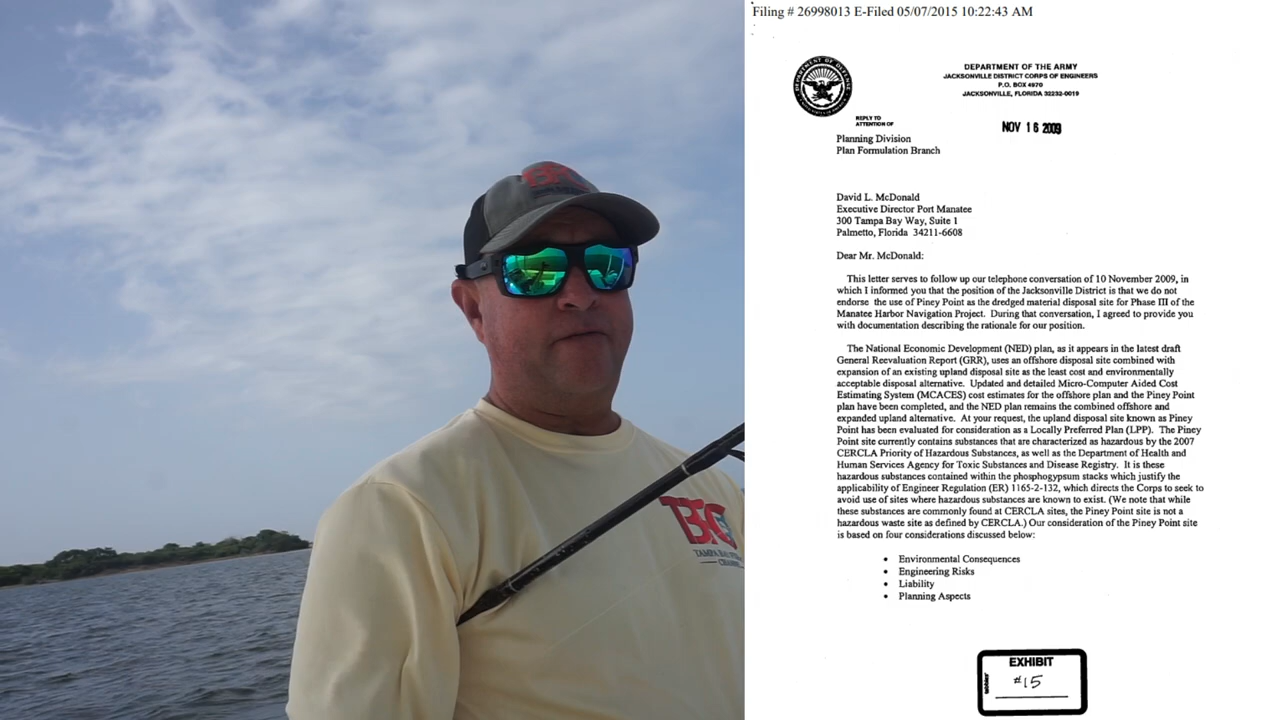 TBFC
TBFC
TAMPA BAY
Filing # 26998013 E-Filed 05/07/2015 10:22:43 AM
DEPARTMENT OF THE ARMY
JACKSONVILLE DISTRICT CORPS OF ENGINEERS
P.O. BOX 4970
JACKSONVILLE, FLORIDA 32232-0019
REPLY TO
ATTENTION OF
NOV 16 2009
Planning Division
Plan Formulation Branch
David L. McDonald
Executive Director Port Manatee
300 Tampa Bay Way, Suite 1
Palmetto, Florida 34211-6608
Dear Mr. McDonald:
This letter serves to follow up our telephone conversation of 10 November 2009, in
which I informed you that the position of the Jacksonville District is that we do not
endorse the use of Piney Point as the dredged material disposal site for Phase III of the
Manatee Harbor Navigation Project. During that conversation, I agreed to provide you
with documentation describing the rationale for our position.
The National Economic Development (NED) plan, as it appears in the latest draft
General Reevaluation Report (GRR), uses an offshore disposal site combined with
expansion of an existing upland disposal site as the least cost and environmentally
acceptable disposal alternative. Updated and detailed Micro-Computer Aided Cost
Estimating System (MCACES) cost estimates for the offshore plan and the Piney Point
plan have been completed, and the NED plan remains the combined offshore and
expanded upland alternative. At your request, the upland disposal site known as Piney
Point has been evaluated for consideration as a Locally Preferred Plan (LPP). The Piney
Point site currently contains substances that are characterized as hazardous by the 2007
CERCLA Priority of Hazardous Substances, as well as the Department of Health and
Human Services Agency for Toxic Substances and Disease Registry. It is these
hazardous substances contained within the phosphogypsum stacks which justify the
applicability of Engineer Regulation (ER) 1165-2-132, which directs the Corps to seek to
avoid use of sites where hazardous substances are known to exist. (We note that while
these substances are commonly found at CERCLA sites, the Piney Point site is not a
hazardous waste site as defined by CERCLA.) Our consideration of the Piney Point site
is based on four considerations discussed below:
• Environmental Consequences
• Engineering Risks
• Liability
• Planning Aspects
EXHIBIT
#15